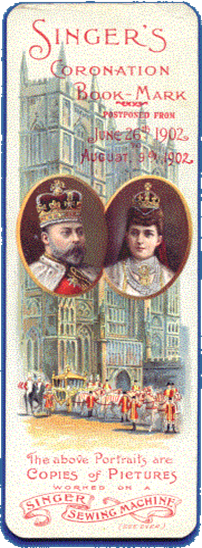 SINGER'S
CORONATION
BOOK-MARK
POSTPONED FROM
JUNE 26TH 1902
TO
AUGUST, 9TH, 1902.
The above Portraits are
COPIES OF PICTURES
WORKED ON A
SINGER
SEWING MACHINE
(SEE OVER.)